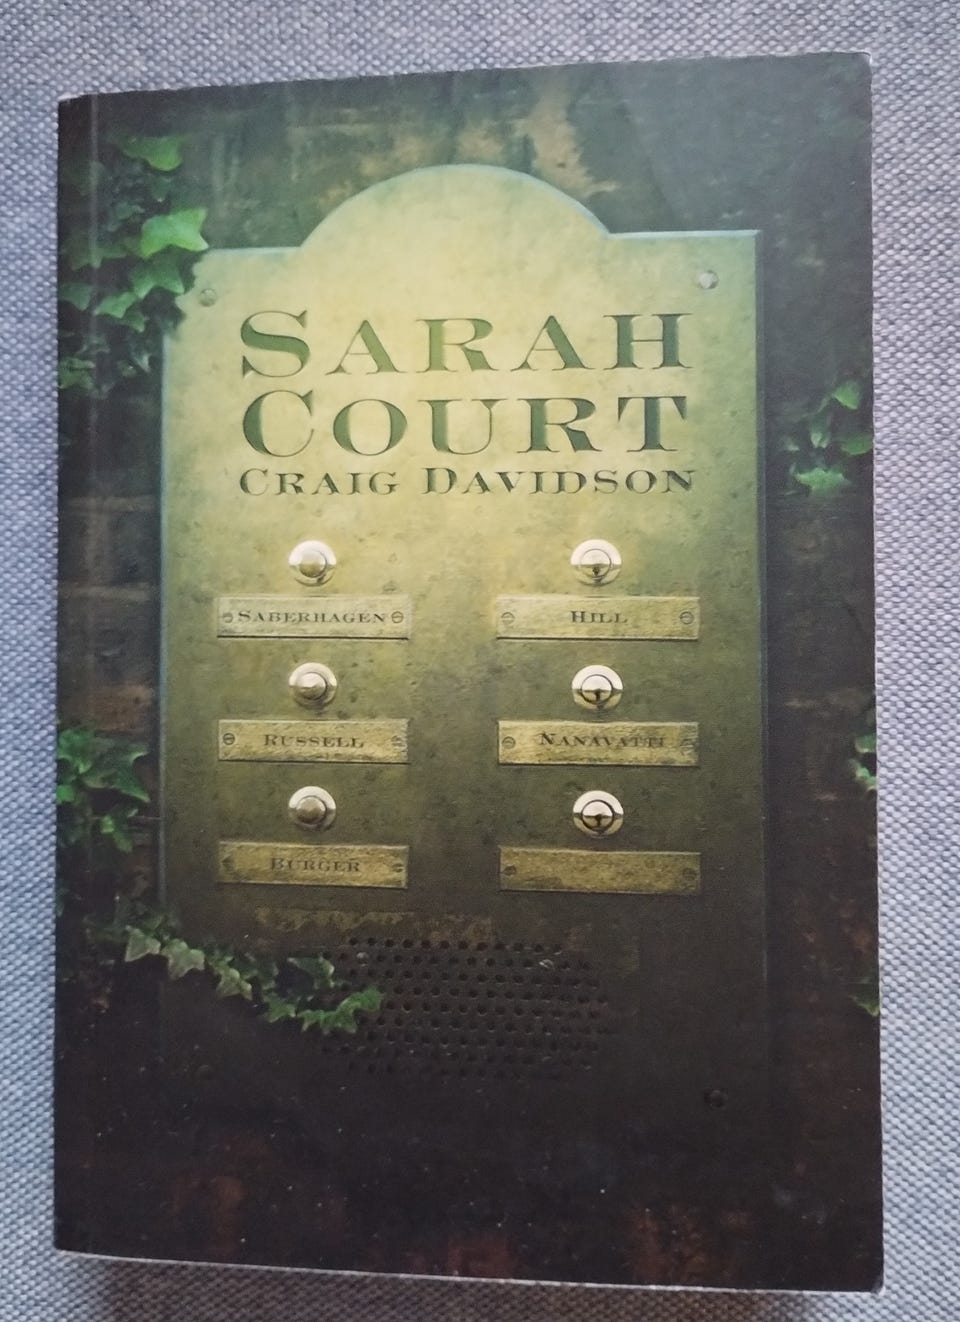 SARAH
COURT
CRAIG DAVIDSON
SABERHAGEN
HILL
RUSSELL
NANAVATTI
BURGER